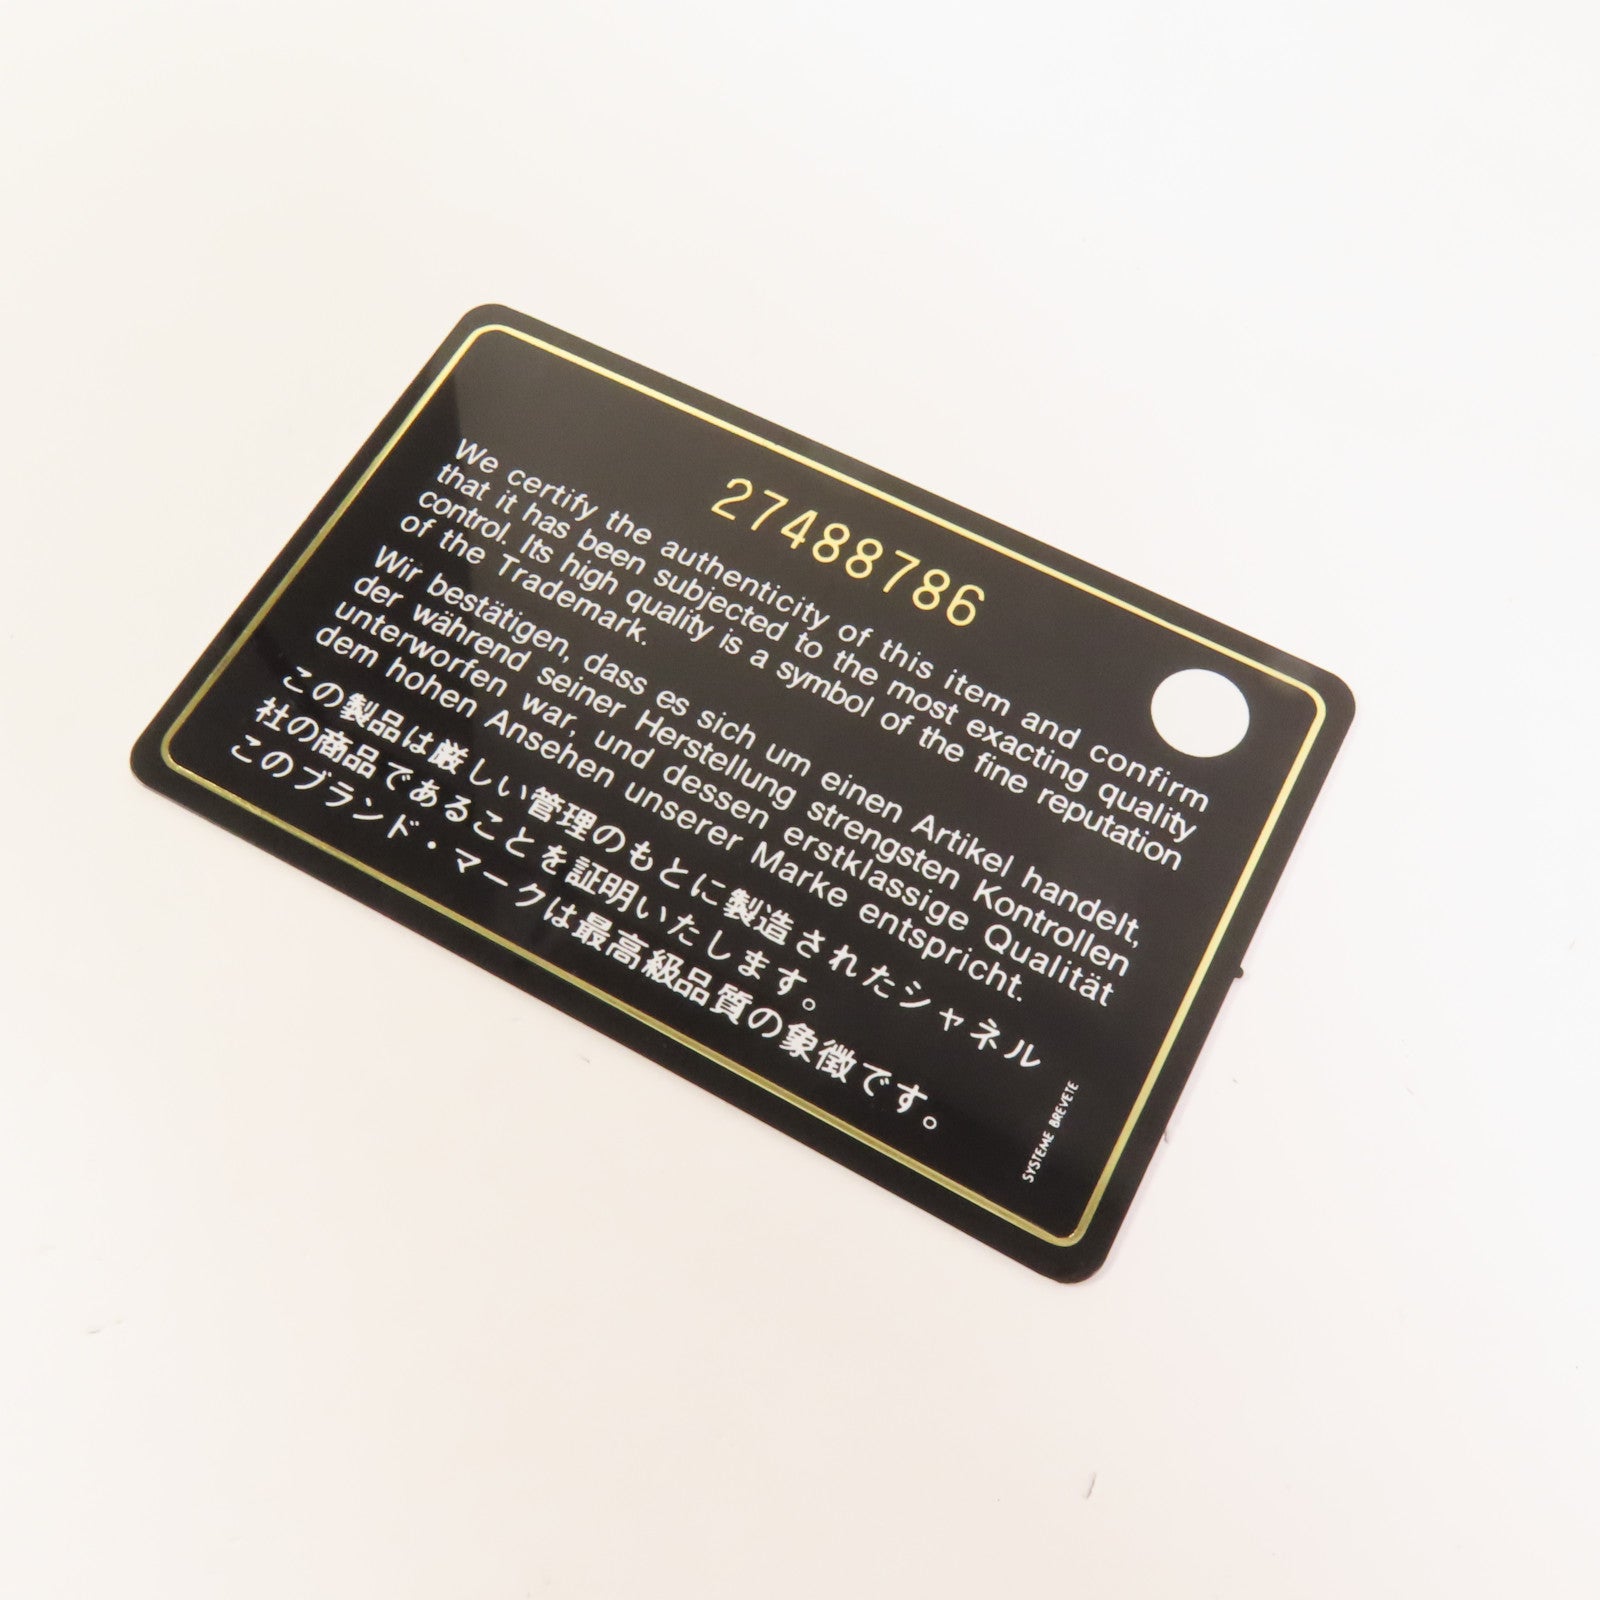 27488786
We certify the authenticity of this item and confirm
that it has been subjected to the most exacting quality
control. Its high quality is a symbol of the fine reputation
of the Trademark.
Wir bestätigen, dass es sich um einen Artikel handelt,
der während seiner Herstellung strengsten Kontrollen
unterworfen war, und dessen erstklassige Qualität
dem hohen Ansehen unserer Marke entspricht.
この製品は厳しい管理のもとに製造されたシャネル
社の商品であることを証明いたします。
このブランド・マークは最高級品質の象徴です。
SYSTEME BREVETE